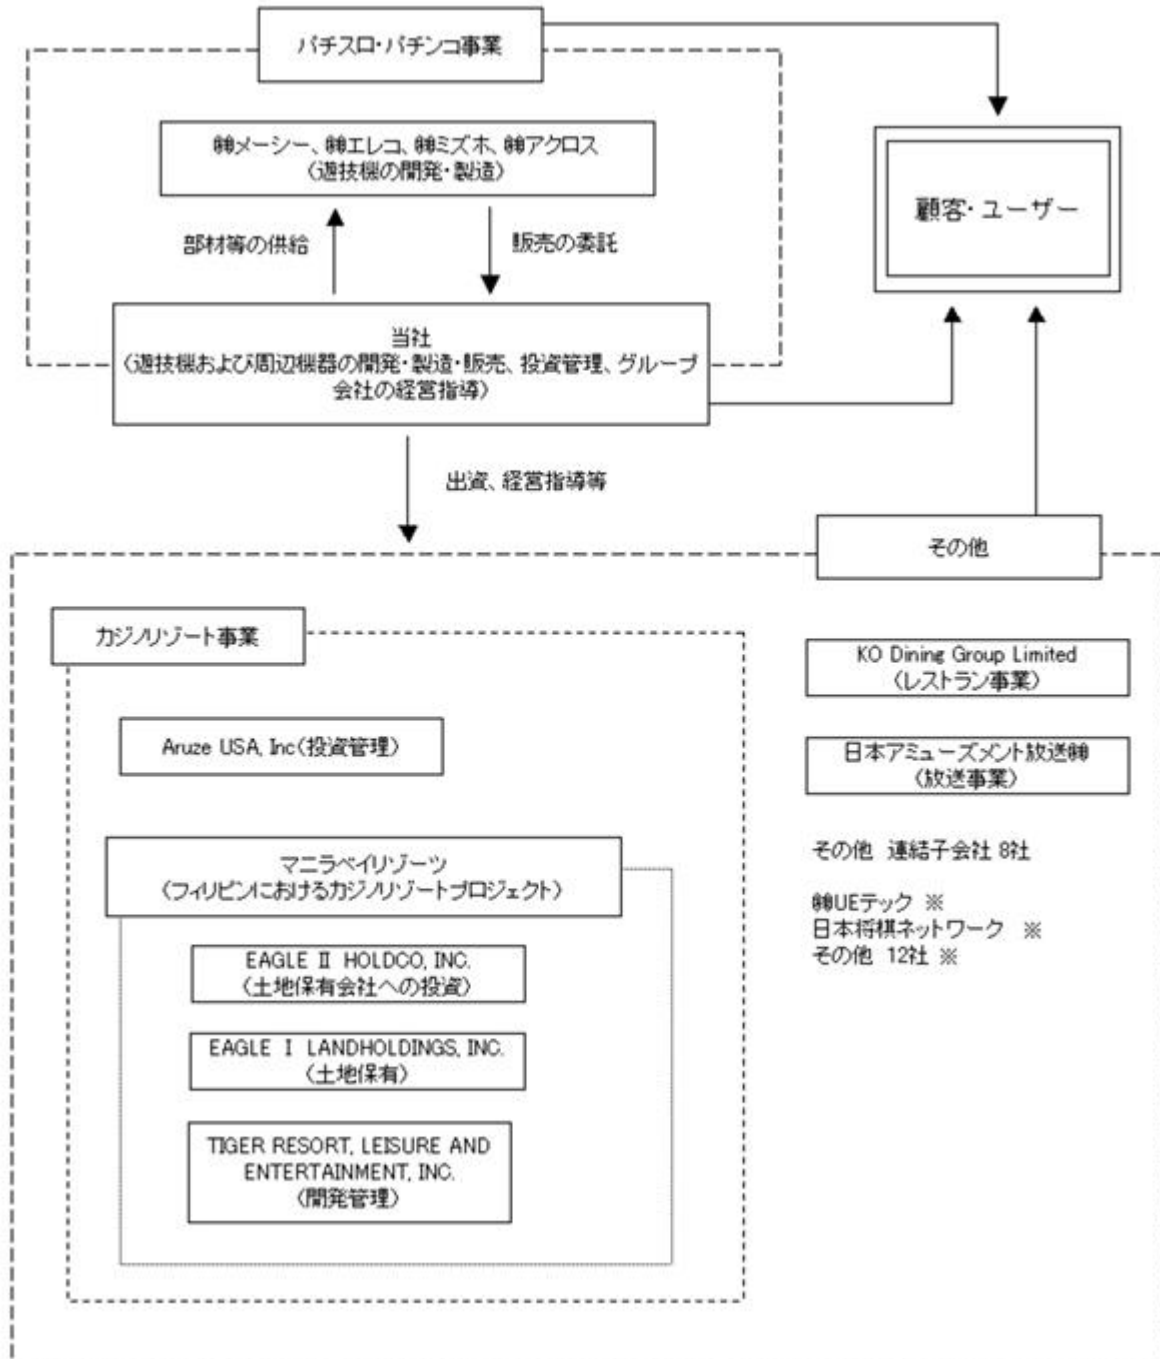 パチスロ・パチンコ事業
㈱メーシー、㈱エレコ、㈱ミズホ、㈱アクロス
（遊技機の開発・製造）
顧客・ユーザー
部材等の供給
販売の委託
当社
（遊技機および周辺機器の開発・製造・販売、投資管理、グループ
会社の経営指導）
出資、経営指導等
その他
カジノリゾート事業
KO Dining Group Limited
（レストラン事業）
Aruze USA, Inc（投資管理）
日本アミューズメント放送㈱
（放送事業）
マニラベイリゾーツ
（フィリピンにおけるカジノリゾートプロジェクト）
その他 連結子会社 8社
㈱UEテック ※
日本将棋ネットワーク ※
その他 12社 ※
EAGLE Ⅱ HOLDCO, INC.
（土地保有会社への投資）
EAGLE Ⅰ LANDHOLDINGS, INC.
（土地保有）
TIGER RESORT, LEISURE AND
ENTERTAINMENT, INC.
（開発管理）